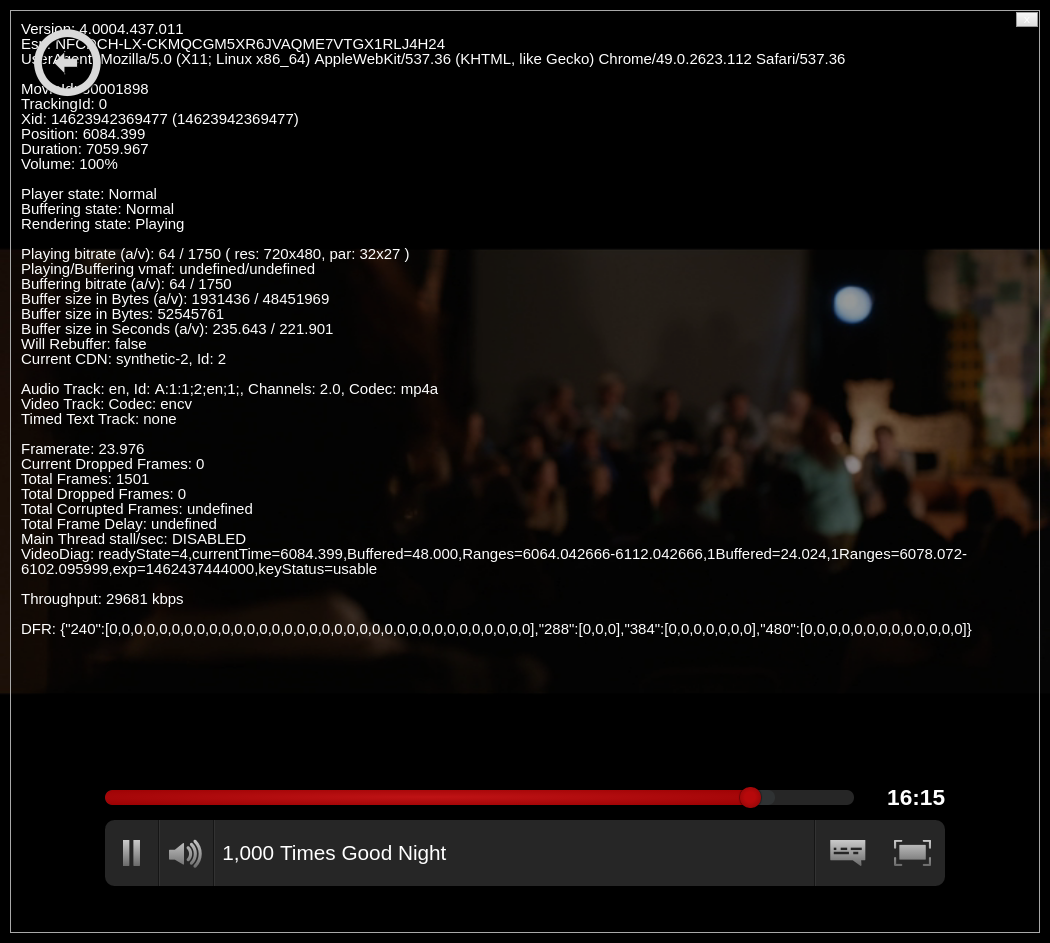 Version: 4.0004.437.011
Esn: NFCDCH-LX-CKMQCGM5XR6JVAQME7VTGX1RLJ4H24
UserAgent: Mozilla/5.0 (X11; Linux x86_64) AppleWebKit/537.36 (KHTML, like Gecko) Chrome/49.0.2623.112 Safari/537.36
MovieId: 80001898
TrackingId: 0
Xid: 14623942369477 (14623942369477)
Position: 6084.399
Duration: 7059.967
Volume: 100%
Player state: Normal
Buffering state: Normal
Rendering state: Playing
Playing bitrate (a/v): 64 / 1750 ( res: 720x480, par: 32x27 )
Playing/Buffering vmaf: undefined/undefined
Buffering bitrate (a/v): 64 / 1750
Buffer size in Bytes (a/v): 1931436 / 48451969
Buffer size in Bytes: 52545761
Buffer size in Seconds (a/v): 235.643 / 221.901
Will Rebuffer: false
Current CDN: synthetic-2, Id: 2
Audio Track: en, Id: A:1:1;2;en;1;, Channels: 2.0, Codec: mp4a
Video Track: Codec: encv
Timed Text Track: none
Framerate: 23.976
Current Dropped Frames: 0
Total Frames: 1501
Total Dropped Frames: 0
Total Corrupted Frames: undefined
Total Frame Delay: undefined
Main Thread stall/sec: DISABLED
VideoDiag: readyState=4,currentTime=6084.399,Buffered=48.000,Ranges=6064.042666-6112.042666,1Buffered=24.024,1Ranges=6078.072-
6102.095999,exp=1462437444000,keyStatus=usable
Throughput: 29681 kbps
DFR: {"240":[0,0,0,0,0,0,0,0,0,0,0,0,0,0,0,0,0,0,0,0,0,0,0,0,0,0,0,0,0,0,0,0,0,0],"288":[0,0,0],"384":[0,0,0,0,0,0,0],"480":[0,0,0,0,0,0,0,0,0,0,0,0,0]}
16:15
1,000 Times Good Night